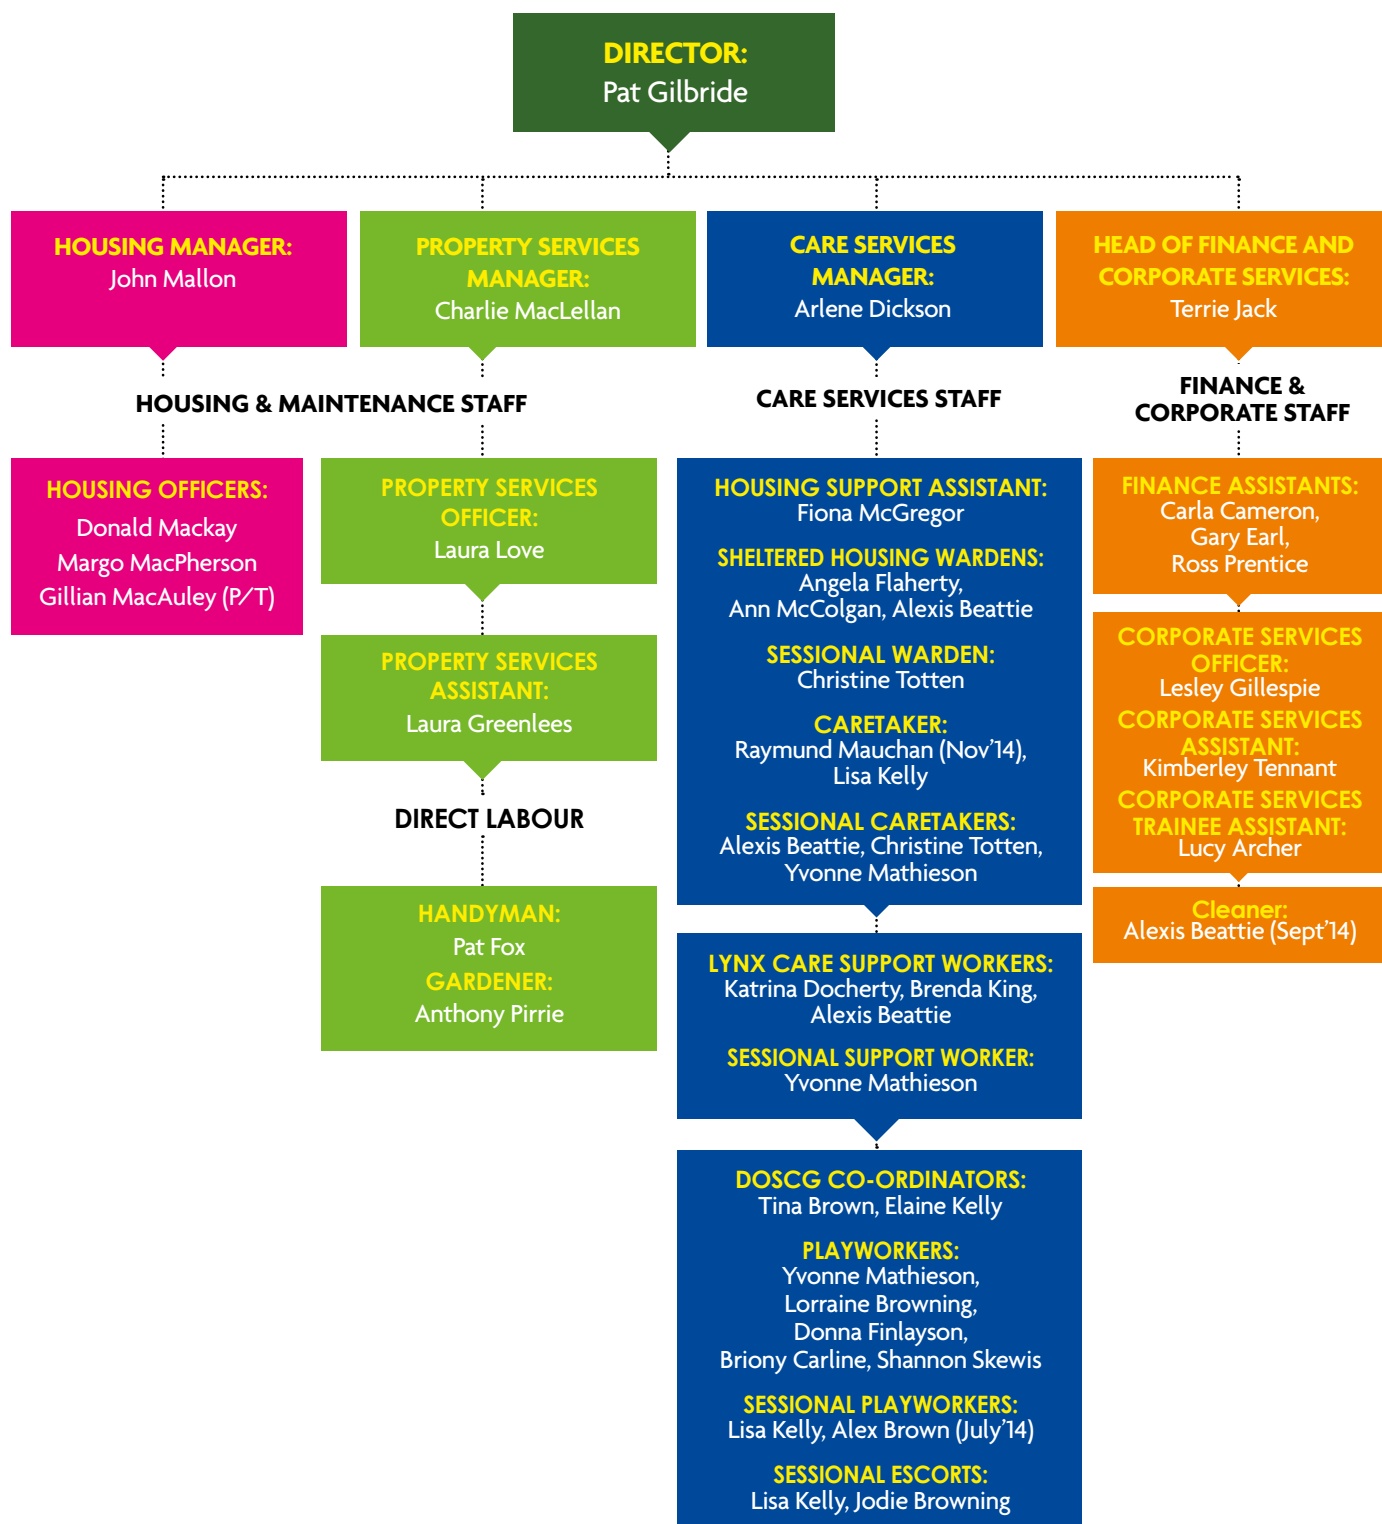 DIRECTOR:
Pat Gilbride
HOUSING MANAGER:
John Mallon
PROPERTY SERVICES
MANAGER:
Charlie MacLellan
CARE SERVICES
MANAGER:
Arlene Dickson
HEAD OF FINANCE AND
CORPORATE SERVICES:
Terrie Jack
HOUSING & MAINTENANCE STAFF
CARE SERVICES STAFF
FINANCE &
CORPORATE STAFF
HOUSING OFFICERS:
Donald Mackay
Margo MacPherson
Gillian MacAuley (P/T)
PROPERTY SERVICES
OFFICER:
Laura Love
PROPERTY SERVICES
ASSISTANT:
Laura Greenlees
DIRECT LABOUR
HANDYMAN:
Pat Fox
GARDENER:
Anthony Pirrie
HOUSING SUPPORT ASSISTANT:
Fiona McGregor
SHELTERED HOUSING WARDENS:
Angela Flaherty,
Ann McColgan, Alexis Beattie
SESSIONAL WARDEN:
Christine Totten
CARETAKER:
Raymund Mauchan (Nov'14),
Lisa Kelly
SESSIONAL CARETAKERS:
Alexis Beattie, Christine Totten,
Yvonne Mathieson
LYNX CARE SUPPORT WORKERS:
Katrina Docherty, Brenda King,
Alexis Beattie
SESSIONAL SUPPORT WORKER:
Yvonne Mathieson
DOSCG CO-ORDINATORS:
Tina Brown, Elaine Kelly
PLAYWORKERS:
Yvonne Mathieson,
Lorraine Browning,
Donna Finlayson,
Briony Carline, Shannon Skewis
SESSIONAL PLAYWORKERS:
Lisa Kelly, Alex Brown (July'14)
SESSIONAL ESCORTS:
Lisa Kelly, Jodie Browning
FINANCE ASSISTANTS:
Carla Cameron,
Gary Earl,
Ross Prentice
CORPORATE SERVICES
OFFICER:
Lesley Gillespie
CORPORATE SERVICES
ASSISTANT:
Kimberley Tennant
CORPORATE SERVICES
TRAINEE ASSISTANT:
Lucy Archer
Cleaner:
Alexis Beattie (Sept'14)